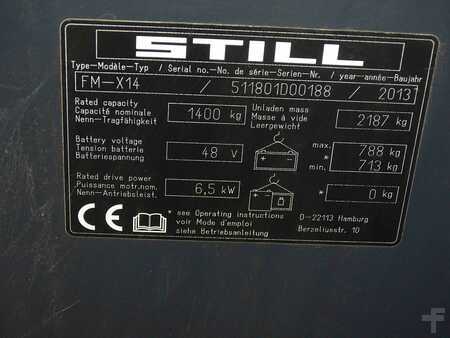 STILL
Type-Modèle-Typ / Serial no.-No. de série-Serien-Nr. / year-année-Baujahr
FM-X14 / 511801D00188 / 2013
Rated capacity
Capacité nominale
Nenn-Tragfähigkeit
1400 kg
Unladen mass
Masse à vide
Leergewicht
2187 kg
Battery voltage
Tension batterie
Batteriespannung
48 V
max. 788 kg
* *
min. 713 kg
Rated drive power
Puissance motr.nom.
Nenn-Antriebsleist.
6,5 kW
* 0 kg
CE
* see Operating instructions
voir Mode d'emploi
siehe Betriebsanleitung
D-22113 Hamburg
Berzeliusstr. 10